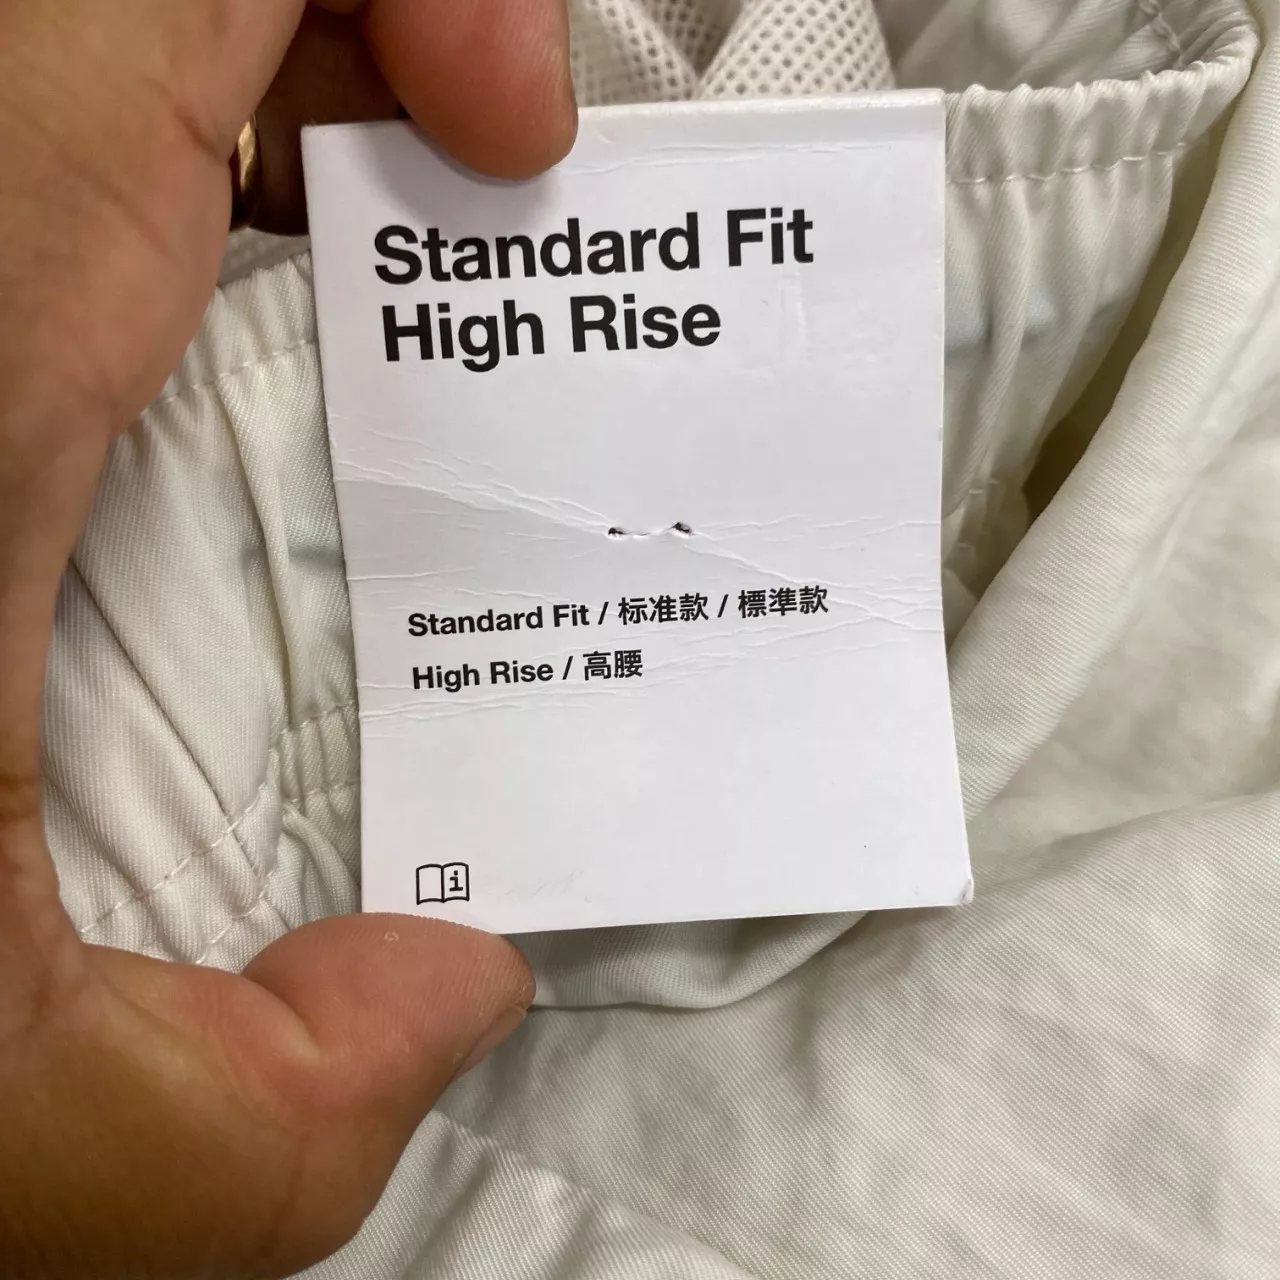 Standard Fit
High Rise
Standard Fit / 标准款 / 標準款
High Rise / 高腰
i